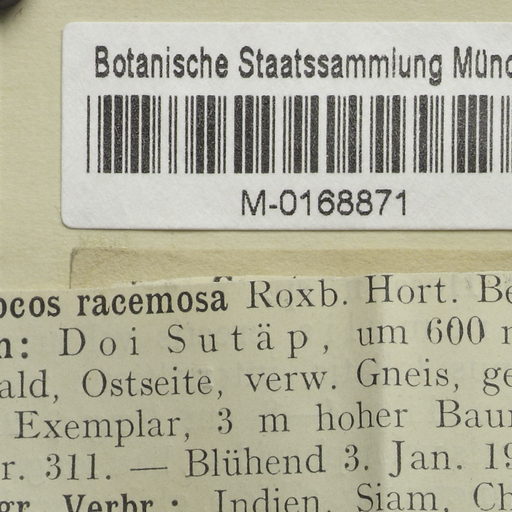 Botanische Staatssammlung Münc
M-0168871
ocos racemosa Roxb. Hort. Be
n: Doi Sutäp, um 600 m
ald, Ostseite, verw. Gneis, ge
Exemplar, 3 m hoher Baum
r. 311. — Blühend 3. Jan. 19
gr. Verbr.: Indien, Siam, Ch